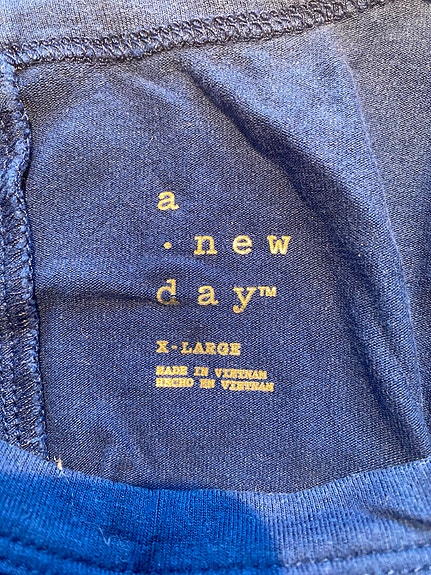 a
· new
day™
X-LARGE
MADE IN VIETNAM
HECHO EN VIETNAM